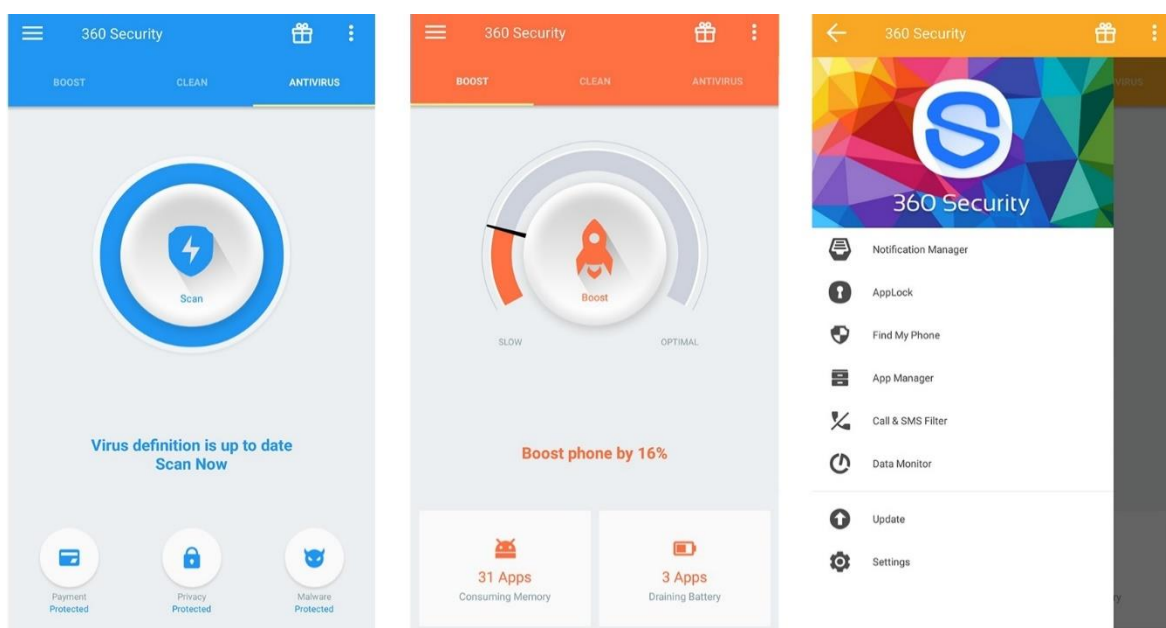 360 Security
BOOST CLEAN ANTIVIRUS
Scan
Virus definition is up to date
Scan Now
Payment
Protected
Privacy
Protected
Malware
Protected
360 Security
BOOST CLEAN ANTIVIRUS
Boost
SLOW OPTIMAL
Boost phone by 16%
31 Apps
Consuming Memory
3 Apps
Draining Battery
360 Security
VIRUS
360 Security
Notification Manager
AppLock
Find My Phone
App Manager
Call & SMS Filter
Data Monitor
Update
Settings